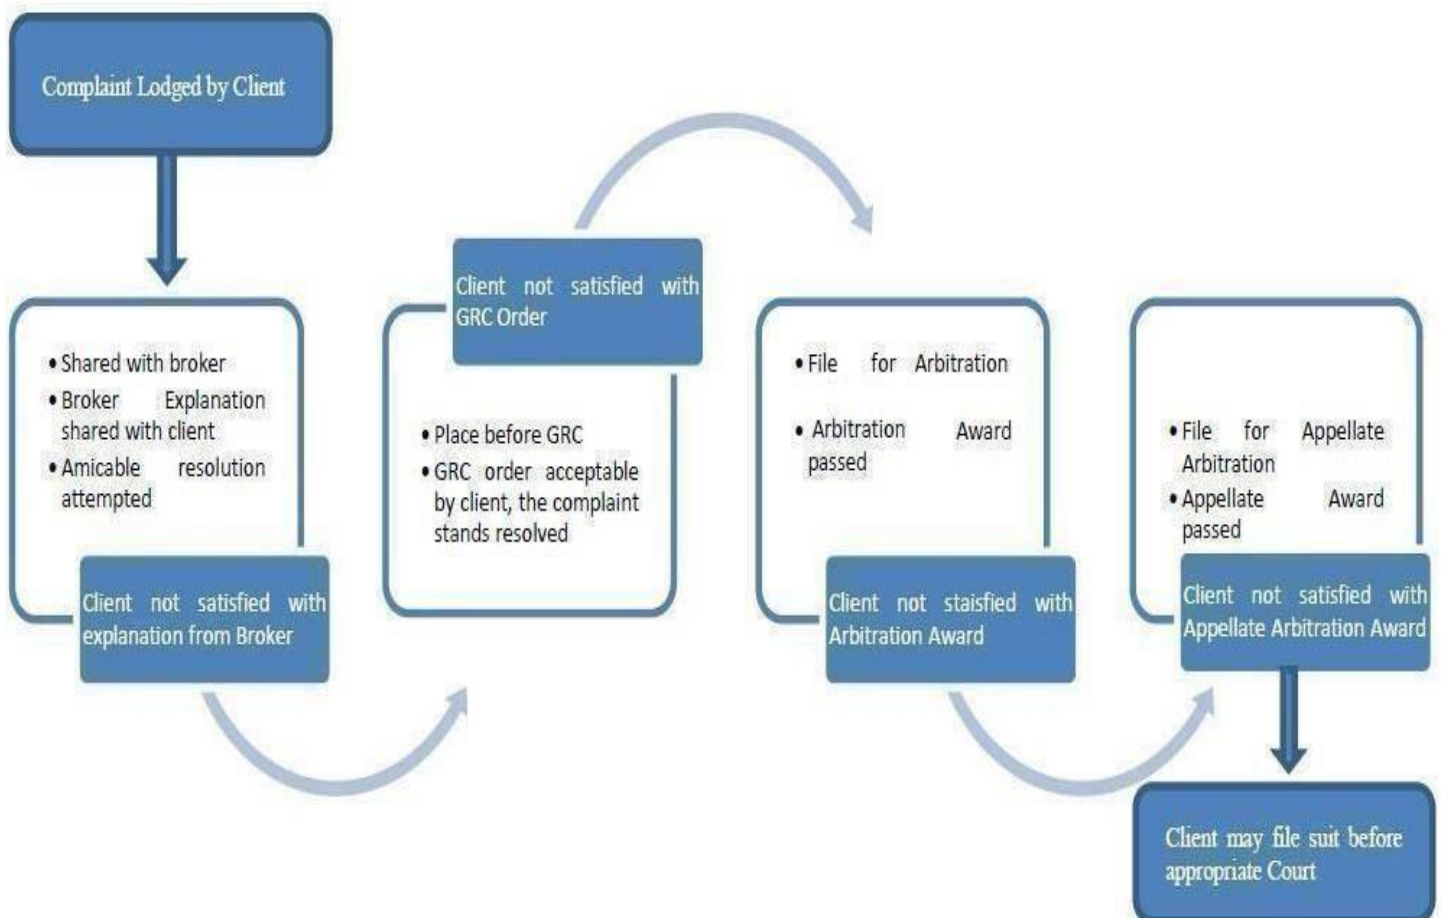 Complaint Lodged by Client
• Shared with broker
• Broker Explanation
shared with client
• Amicable resolution
attempted
Client not satisfied with
explanation from Broker
Client not satisfied with
GRC Order
• Place before GRC
• GRC order acceptable
by client, the complaint
stands resolved
• File for Arbitration
• Arbitration Award
passed
Client not staisfied with
Arbitration Award
• File for Appellate
Arbitration
• Appellate Award
passed
Client not satisfied with
Appellate Arbitration Award
Client may file suit before
appropriate Court